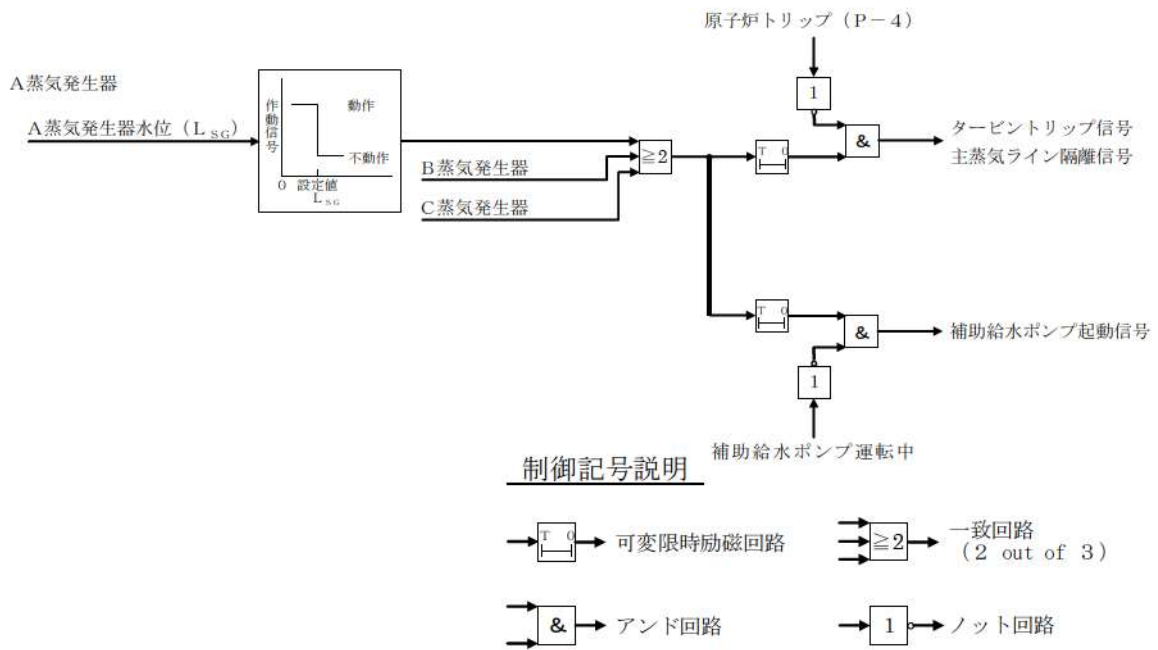 原子炉トリップ（P－4）
A蒸気発生器
A蒸気発生器水位（L SG）
作動信号
動作
不動作
0
設定値
L SG
B蒸気発生器
C蒸気発生器
≧2
1
T 0
&
タービントリップ信号
主蒸気ライン隔離信号
T 0
&
補助給水ポンプ起動信号
1
補助給水ポンプ運転中
制御記号説明
T 0
可変限時励磁回路
≧2
一致回路
（2 out of 3）
&
アンド回路
1
ノット回路